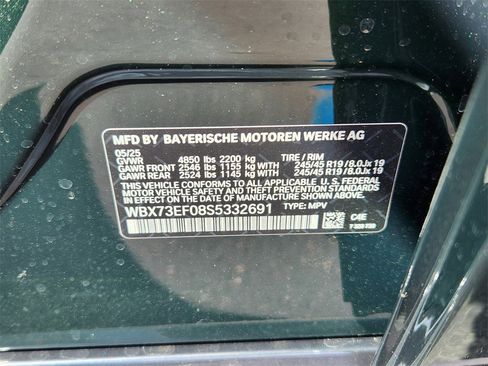 MFD BY BAYERISCHE MOTOREN WERKE AG
05/25
GVWR 4850 lbs 2200 kg TIRE / RIM
GAWR FRONT 2546 lbs 1155 kg WITH 245/45 R19 / 8.0Jx 19
GAWR REAR 2524 lbs 1145 kg WITH 245/45 R19 / 8.0Jx 19
THIS VEHICLE CONFORMS TO ALL APPLICABLE FEDERAL
MOTOR VEHICLE SAFETY, BUMPER, AND THEFT PREVENTION
STANDARDS IN EFFECT ON THE DATE OF MANUFACTURE SHOWN ABOVE.
WBX73EF08S5332691 TYPE: MPV C4E